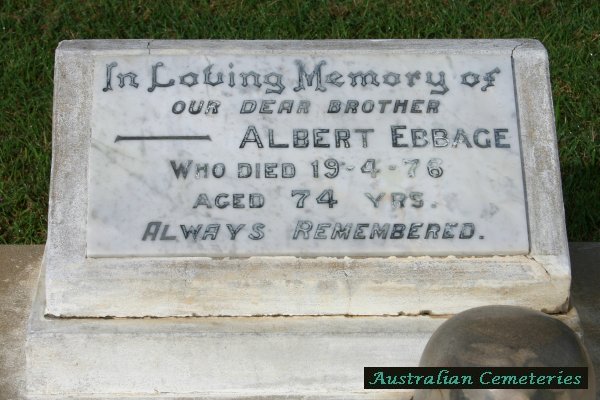 In Loving Memory of
OUR DEAR BROTHER
— ALBERT EBBAGE
WHO DIED 19-4-76
AGED 74 YRS.
ALWAYS REMEMBERED.
Australian Cemeteries